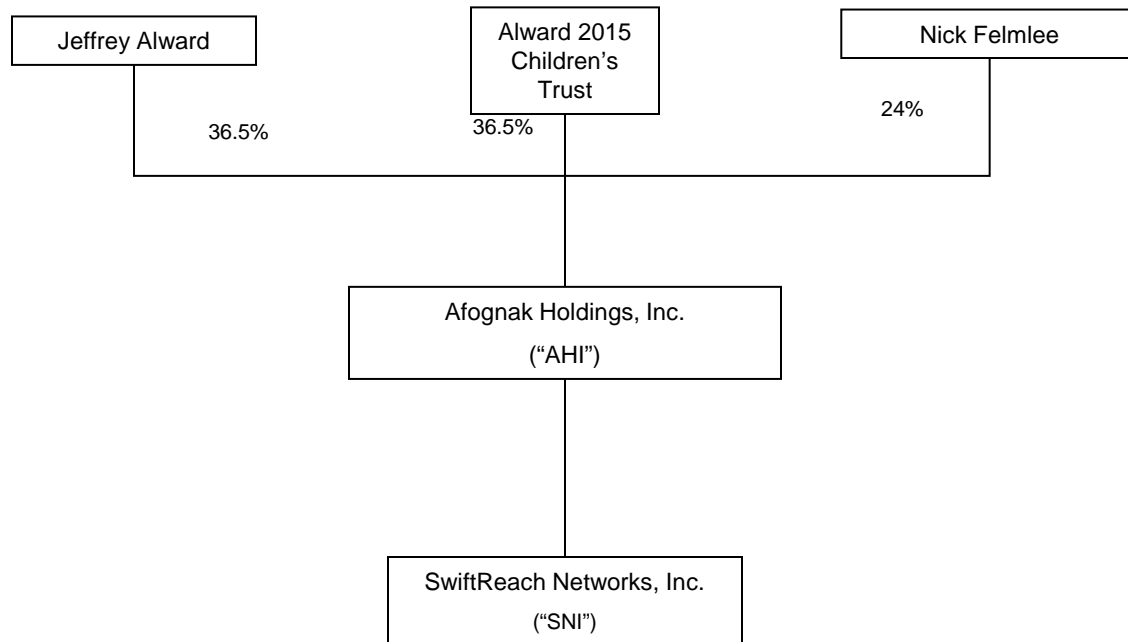 Jeffrey Alward
Alward 2015
Children’s
Trust
Nick Felmlee
36.5%
36.5%
24%
Afognak Holdings, Inc.
(“AHI”)
SwiftReach Networks, Inc.
(“SNI”)